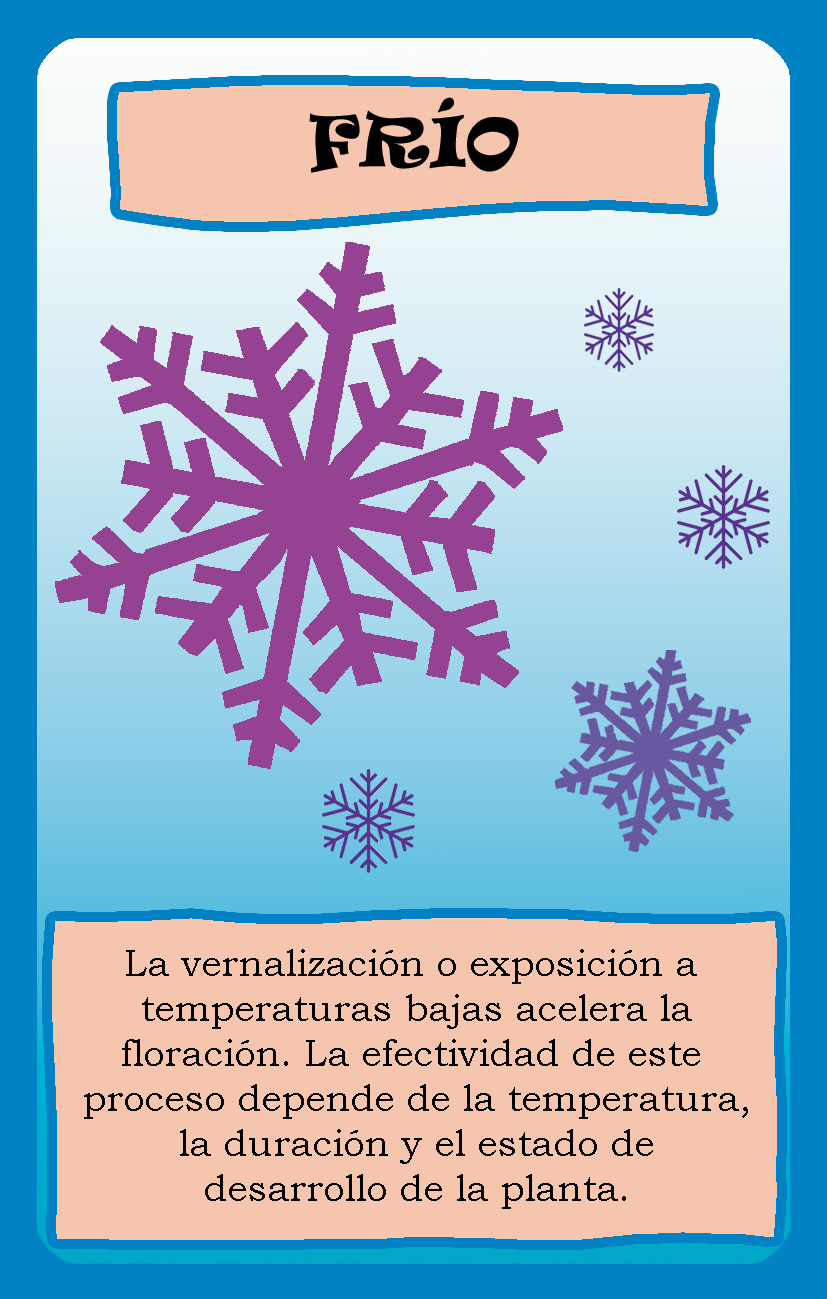 FRÍO
La vernalización o exposición a
temperaturas bajas acelera la
floración. La efectividad de este
proceso depende de la temperatura,
la duración y el estado de
desarrollo de la planta.